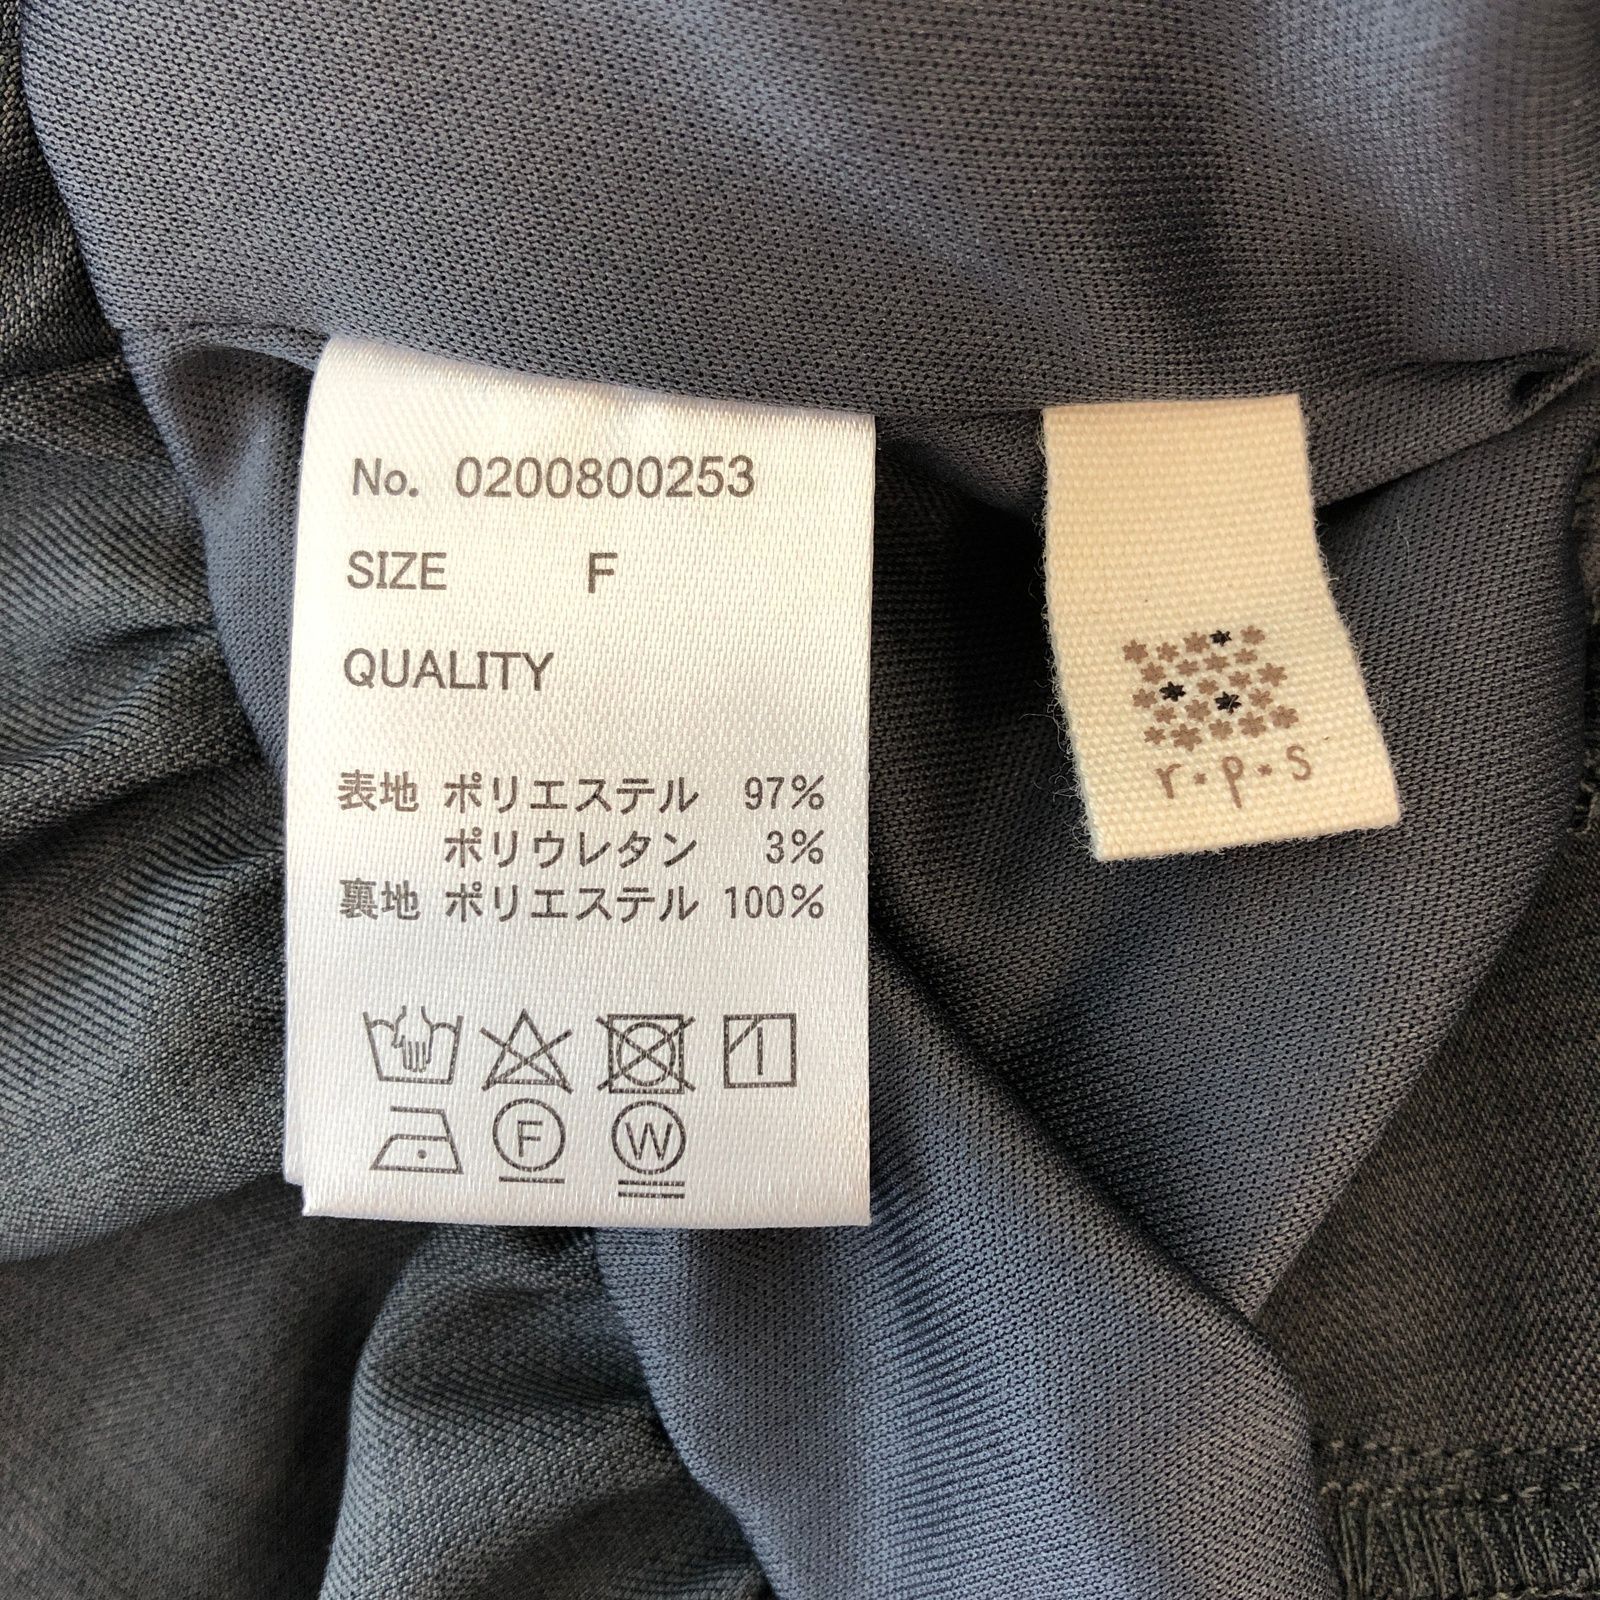 No. 0200800253
SIZE F
QUALITY
表地 ポリエステル 97%
ポリウレタン 3%
裏地 ポリエステル 100%
F W
r・p・s